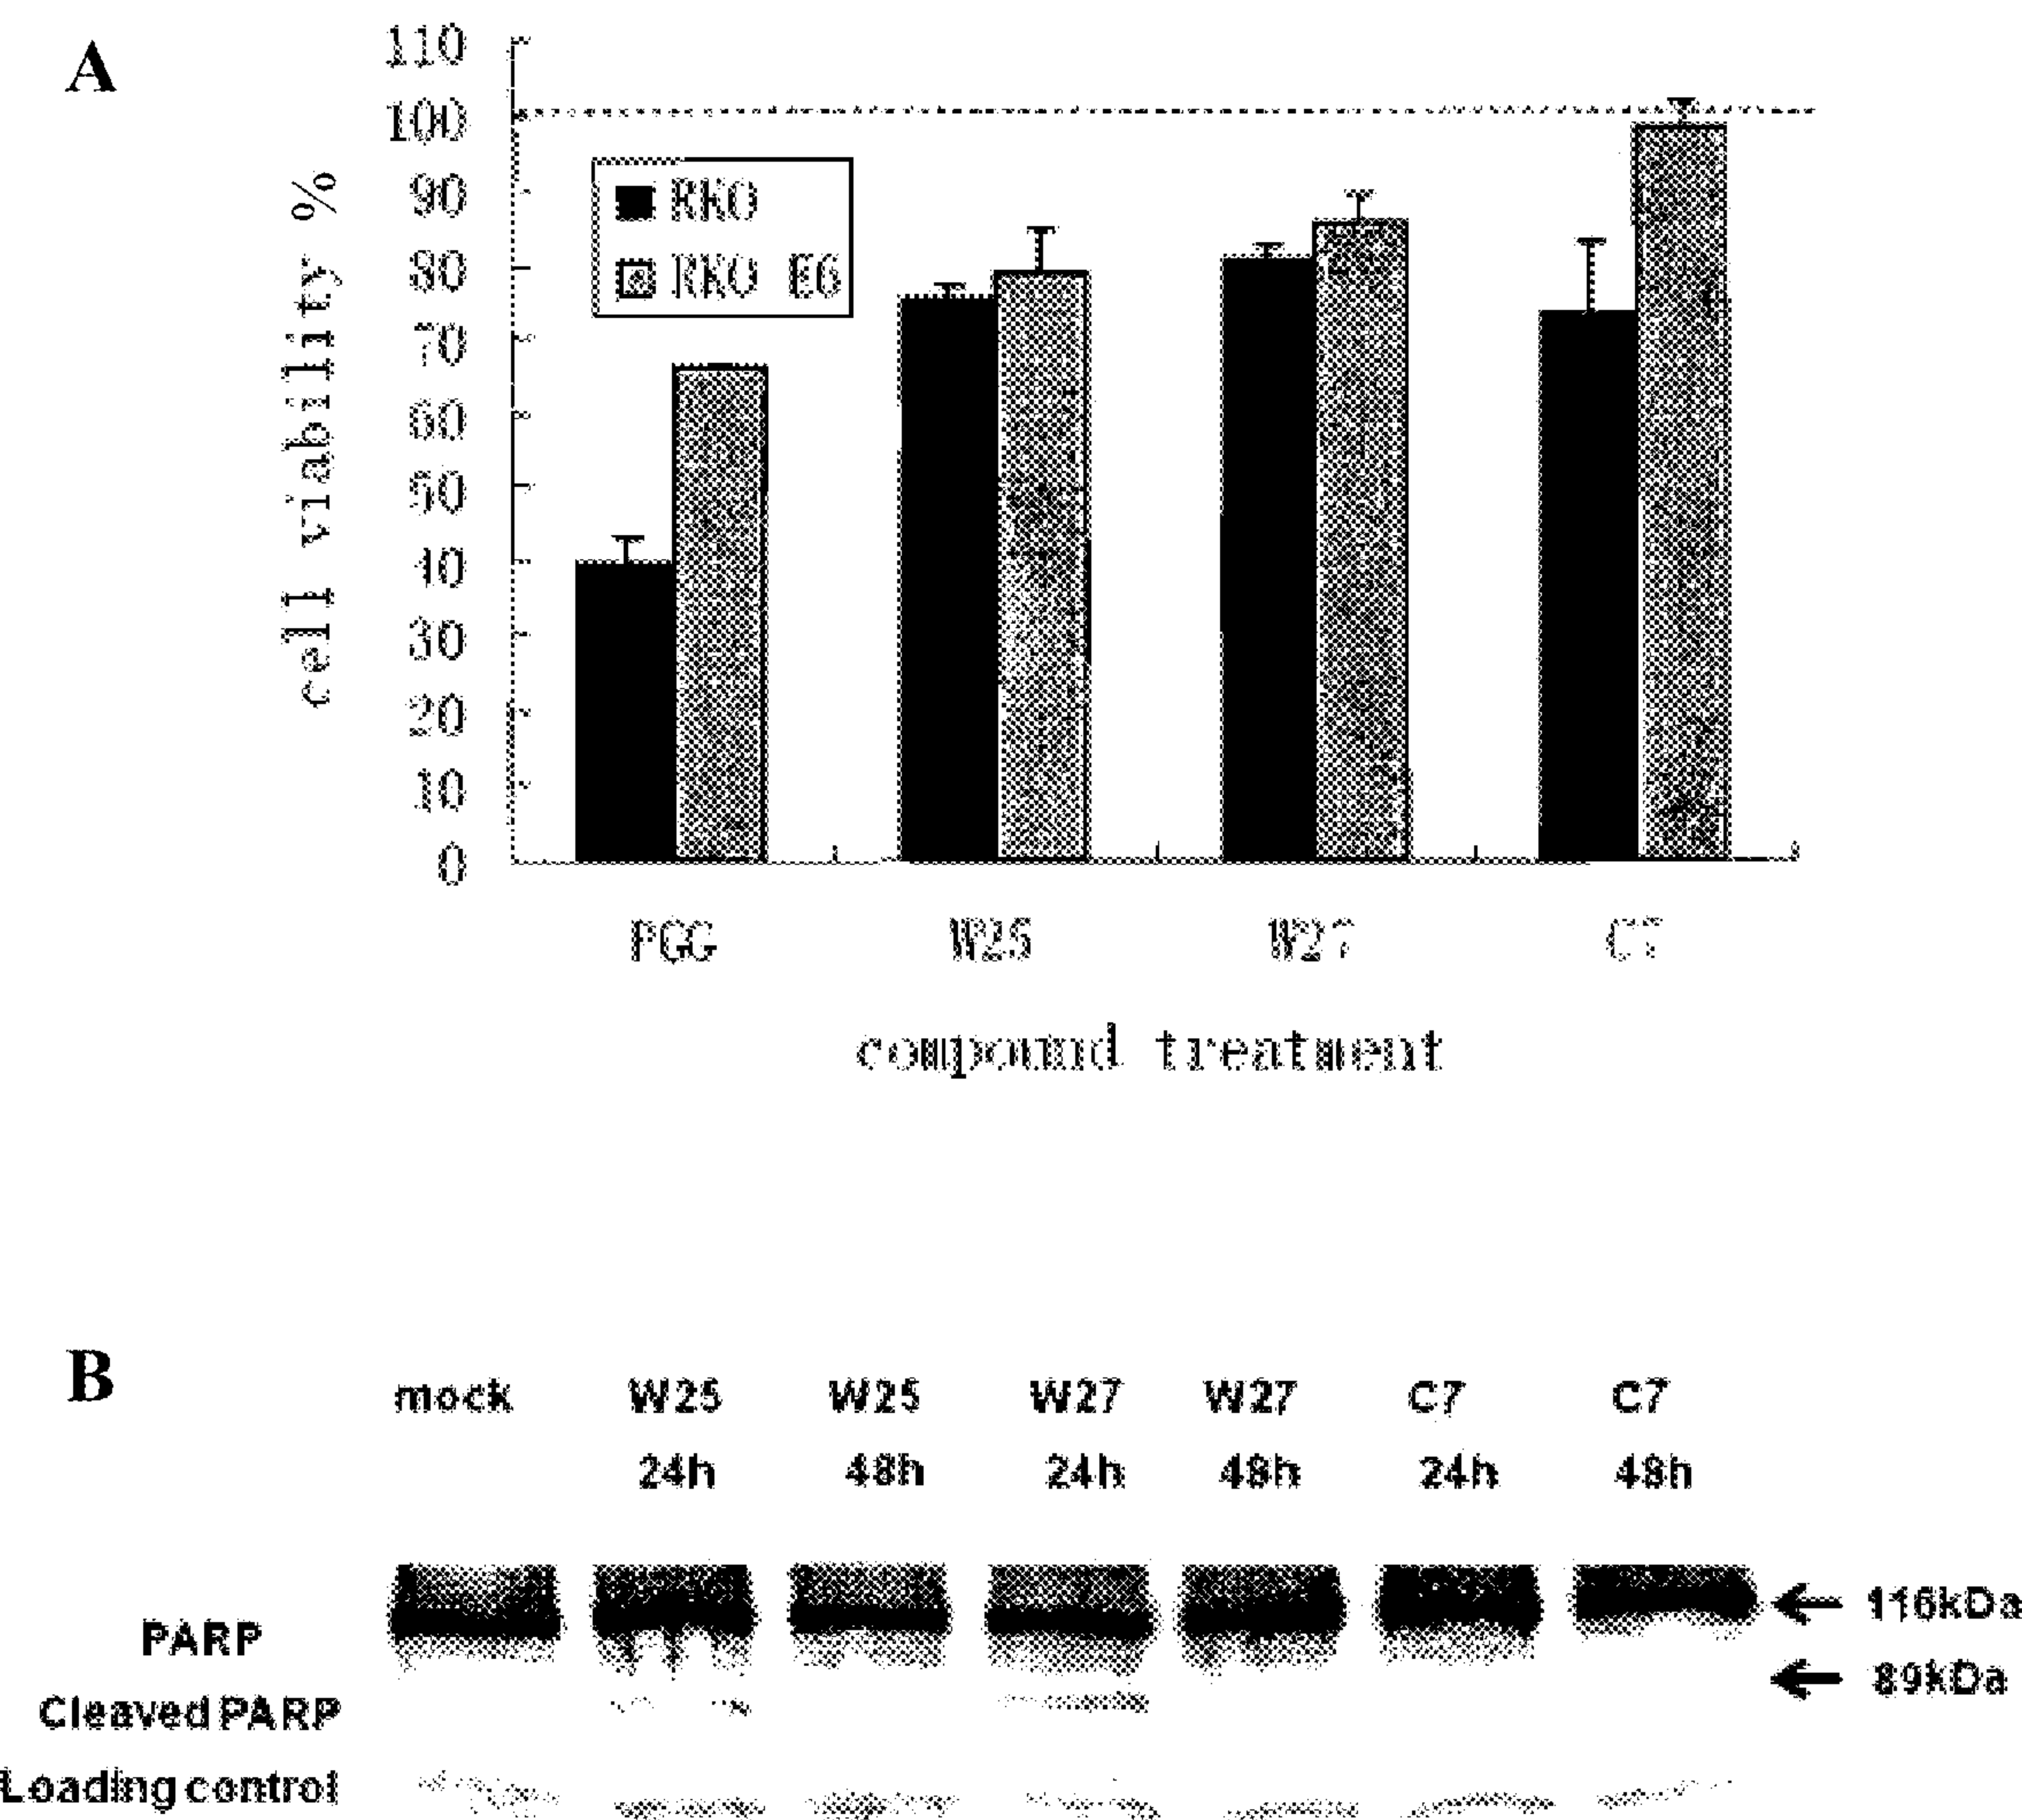 A
110
100
90
80
70
60
50
40
30
20
10
0
cell viability %
RKO
RKO E6
PGG
W25
W27
C7
compound treatment
B
mock W25 W25 W27 W27 C7 C7
24h 48h 24h 48h 24h 48h
PARP
116kDa
Cleaved PARP
89kDa
Loading control